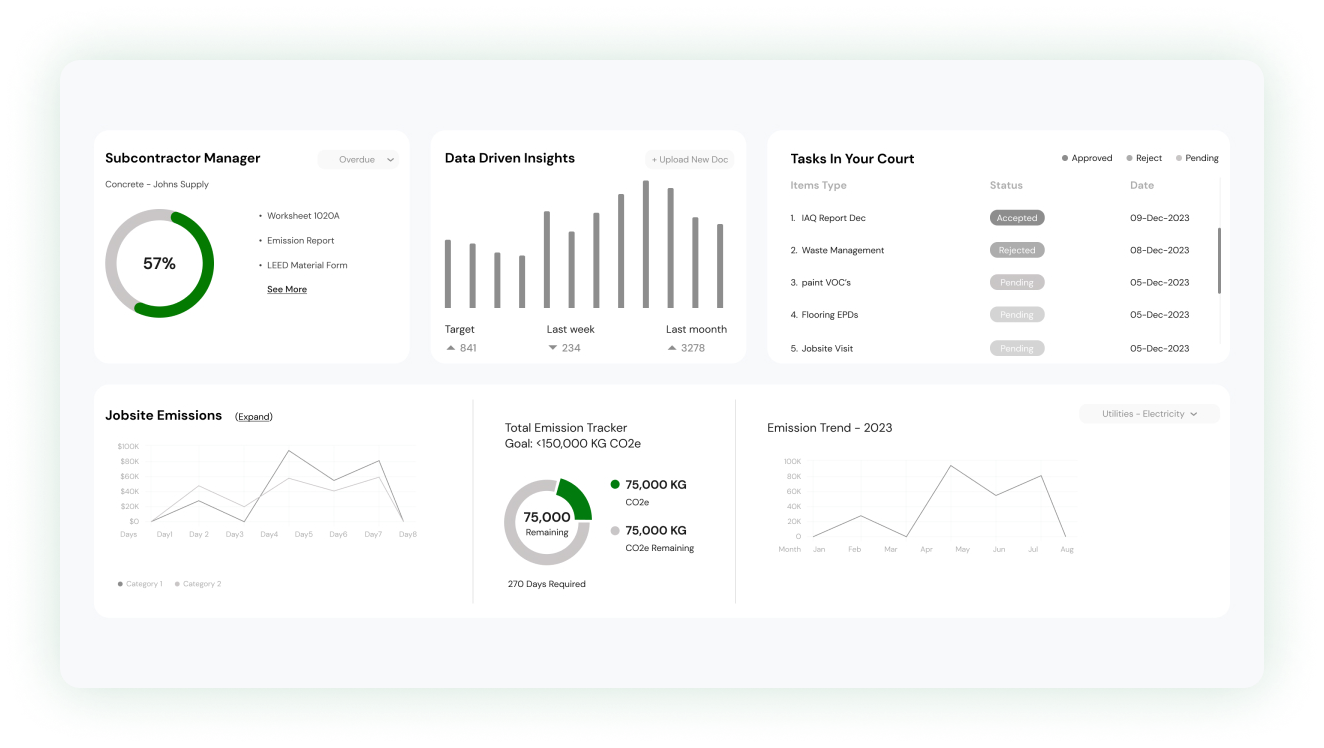 Subcontractor Manager
Overdue
Concrete - Johns Supply
57%
• Worksheet 1020A
• Emission Report
• LEED Material Form
See More
Data Driven Insights
+ Upload New Doc
Target
Last week
Last moonth
841
234
3278
Tasks In Your Court
Approved
Reject
Pending
Items Type Status Date
1. IAQ Report Dec Accepted 09-Dec-2023
2. Waste Management Rejected 08-Dec-2023
3. paint VOC's Pending 05-Dec-2023
4. Flooring EPDs Pending 05-Dec-2023
5. Jobsite Visit Pending 05-Dec-2023
Jobsite Emissions (Expand)
$100K
$80K
$60K
$40K
$20K
$0
Days Day1 Day 2 Day3 Day4 Day5 Day6 Day7 Day8
Category 1 Category 2
Total Emission Tracker
Goal: <150,000 KG CO2e
75,000
Remaining
75,000 KG
CO2e
75,000 KG
CO2e Remaining
270 Days Required
Utilities - Electricity
Emission Trend - 2023
100K
80K
60K
40K
20K
0
Month Jan Feb Mar Apr May Jun Jul Aug